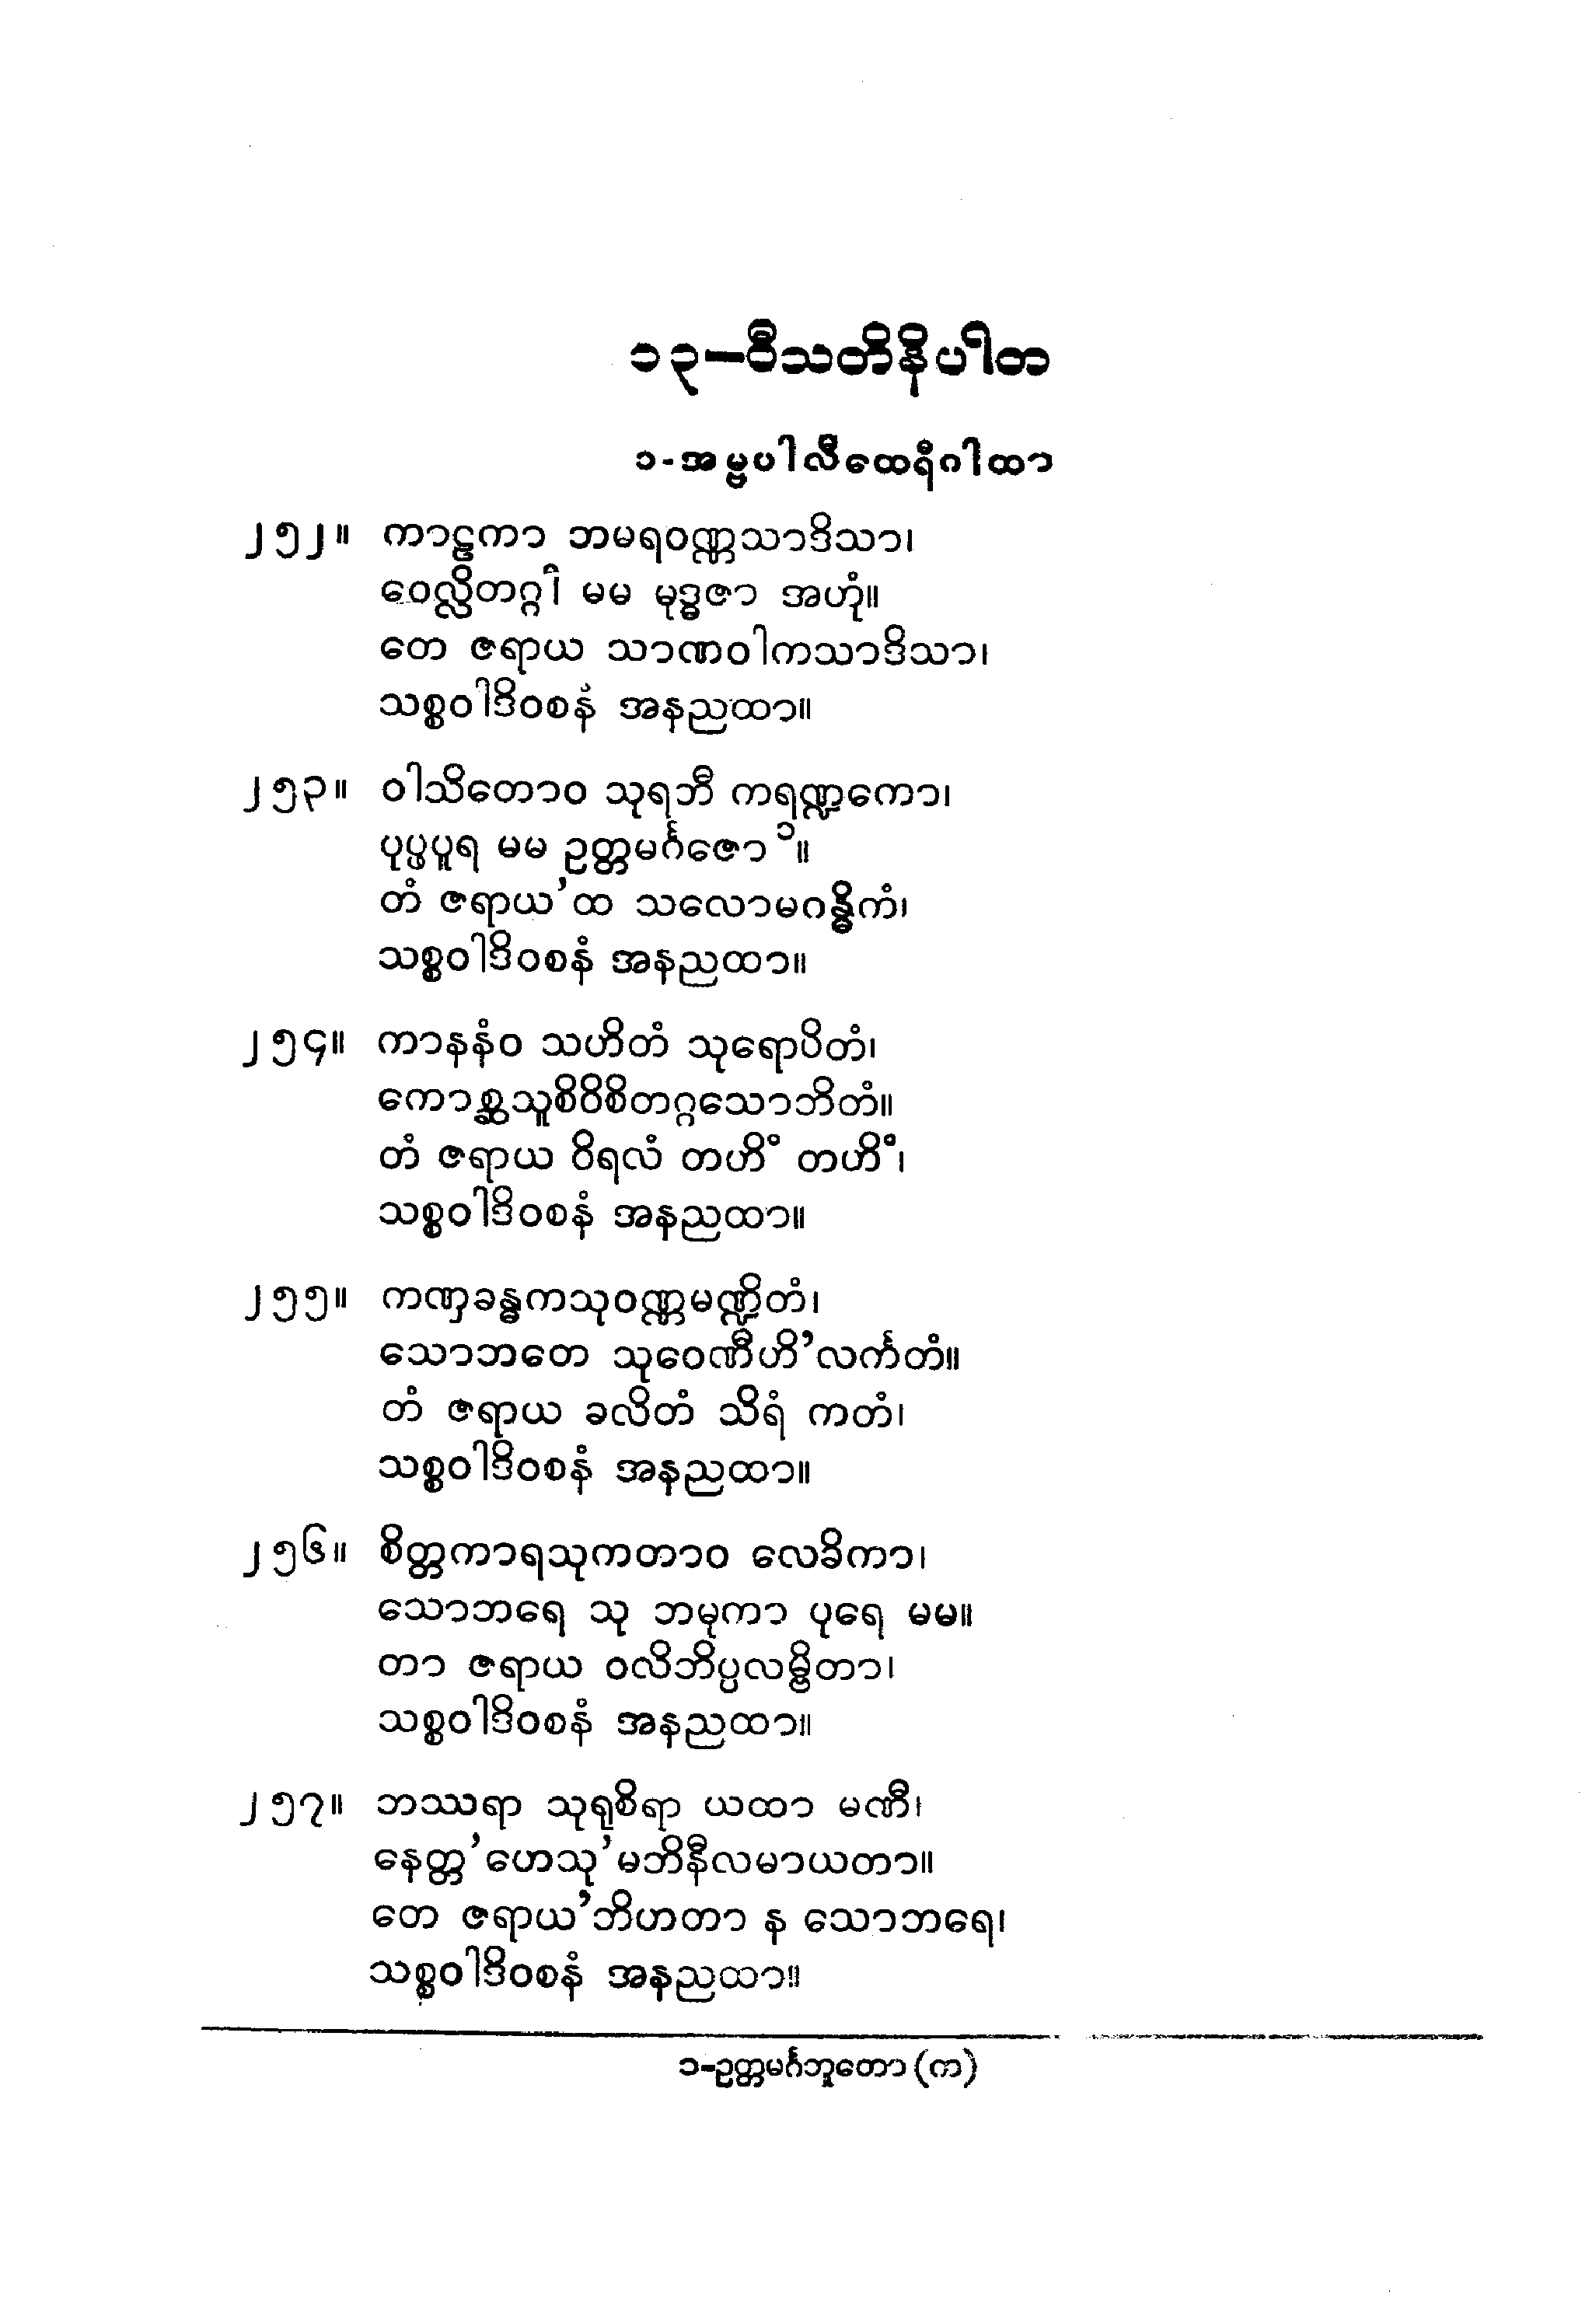 ၁၃-ဝီသတိနိပါတ
၁-အမ္ဗပါလီထေရီဂါထာ
၂၅၂။ ကာဠကာ ဘမရဝဏ္ဏသာဒိသာ၊
ဝေလ္လိတဂ္ဂါ မမ မုဒ္ဓဇာ အဟုံ။
တေ ဇရာယ သာဏဝါကသာဒိသာ၊
သစ္စဝါဒိဝစနံ အနညထာ။
၂၅၃။ ဝါသိတောဝ သုရဘီ ကရဏ္ဍကော၊
ပုပ္ဖပူရ မမ ဥတ္တမင်္ဂဇော ၁။
တံ ဇရာယ’ထ သလောမဂန္ဓိကံ၊
သစ္စဝါဒိဝစနံ အနညထာ။
၂၅၄။ ကာနနံဝ သဟိတံ သုရောပိတံ၊
ကောစ္ဆသူစိဝိစိတဂ္ဂသောဘိတံ။
တံ ဇရာယ ဝိရလံ တဟိံ တဟိံ၊
သစ္စဝါဒိဝစနံ အနညထာ။
၂၅၅။ ကဏှခန္ဓကသုဝဏ္ဏမဏ္ဍိတံ၊
သောဘတေ သုဝေဏီဟိ’လင်္ကတံ။
တံ ဇရာယ ခလိတံ သိရံ ကတံ၊
သစ္စဝါဒိဝစနံ အနညထာ။
၂၅၆။ စိတ္တကာရသုကတာဝ လေခိကာ၊
သောဘရေ သု ဘမုကာ ပုရေ မမ။
တာ ဇရာယ ဝလိဘိပ္ပလမ္ဗိတာ၊
သစ္စဝါဒိဝစနံ အနညထာ။
၂၅၇။ ဘဿရာ သုရုစိရာ ယထာ မဏီ၊
နေတ္တ’ဟေသု’မဘိနီလမာယတာ။
တေ ဇရာယ’ဘိဟတာ န သောဘရေ၊
သစ္စဝါဒိဝစနံ အနညထာ။
၁-ဥတ္တမင်္ဂဘူတော (က)